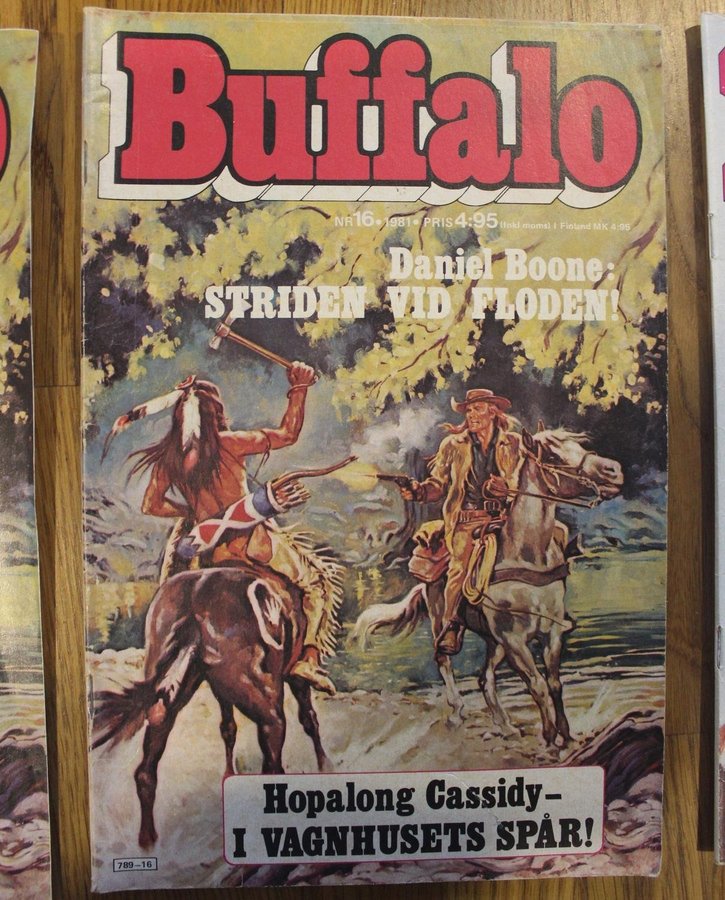 Buffalo
NR 16 • 1981 • PRIS 4:95 (Inkl moms) I Finland MK 4:95
Daniel Boone:
STRIDEN VID FLODEN!
Hopalong Cassidy–
I VAGNHUSETS SPÅR!
789–16